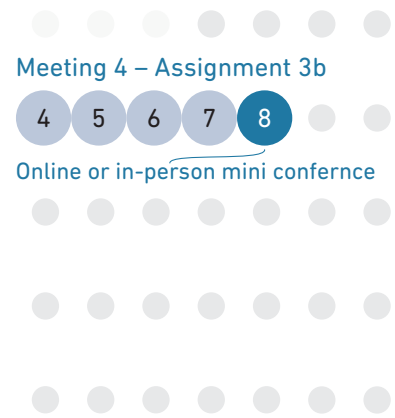 Meeting 4 – Assignment 3b
4 5 6 7 8
Online or in-person mini confernce